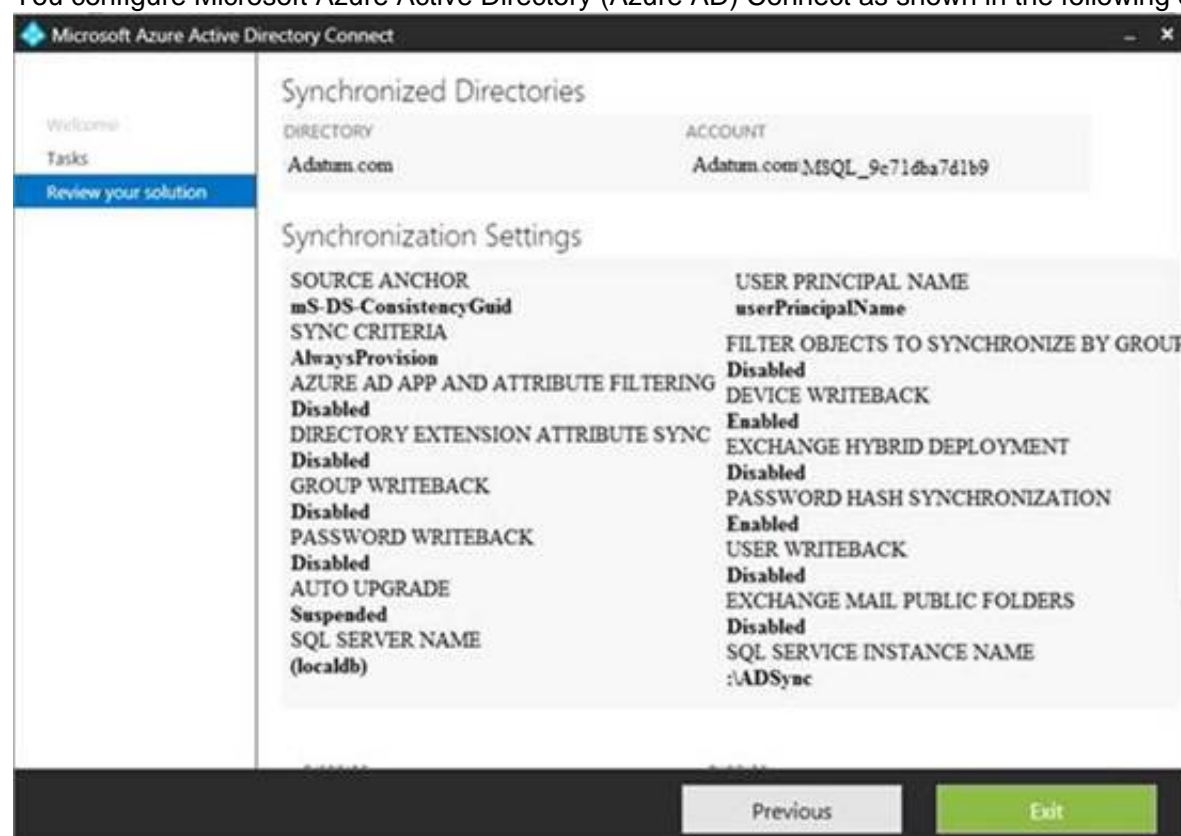 You configure Microsoft Azure Active Directory (Azure AD) Connect as shown in the following
Microsoft Azure Active Directory Connect
Welcome
Tasks
Review your solution
Synchronized Directories
DIRECTORY
ACCOUNT
Adatum.com
Adatum.com\MSQL_9c71dba7d1b9
Synchronization Settings
SOURCE ANCHOR
mS-DS-ConsistencyGuid
SYNC CRITERIA
AlwaysProvision
AZURE AD APP AND ATTRIBUTE FILTERING
Disabled
DIRECTORY EXTENSION ATTRIBUTE SYNC
Disabled
GROUP WRITEBACK
Disabled
PASSWORD WRITEBACK
Disabled
AUTO UPGRADE
Suspended
SQL SERVER NAME
(localdb)
USER PRINCIPAL NAME
userPrincipalName
FILTER OBJECTS TO SYNCHRONIZE BY GROUP
Disabled
DEVICE WRITEBACK
Enabled
EXCHANGE HYBRID DEPLOYMENT
Disabled
PASSWORD HASH SYNCHRONIZATION
Enabled
USER WRITEBACK
Disabled
EXCHANGE MAIL PUBLIC FOLDERS
Disabled
SQL SERVICE INSTANCE NAME
:\ADSync
Previous
Exit